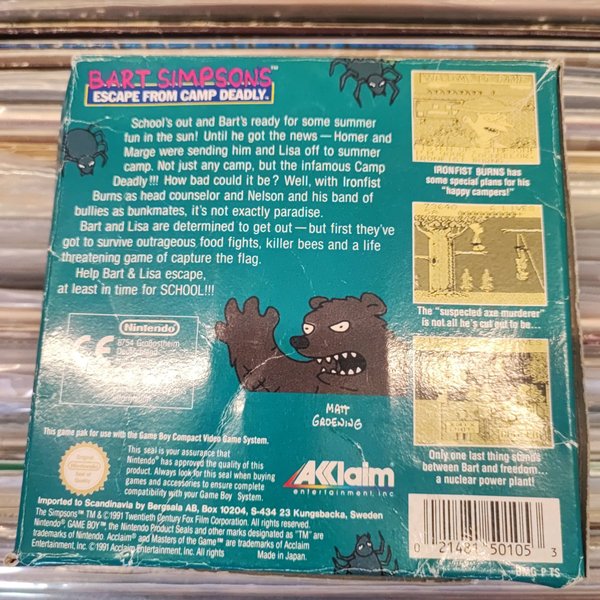 BART SIMPSON'S™
ESCAPE FROM CAMP DEADLY.
School's out and Bart's ready for some summer
fun in the sun! Until he got the news — Homer and
Marge were sending him and Lisa off to summer
camp. Not just any camp, but the infamous Camp
Deadly!!! How bad could it be? Well, with Ironfist
Burns as head counselor and Nelson and his band of
bullies as bunkmates, it's not exactly paradise.
Bart and Lisa are determined to get out — but first they've
got to survive outrageous food fights, killer bees and a life
threatening game of capture the flag.
Help Bart & Lisa escape,
at least in time for SCHOOL!!!
IRONFIST BURNS has
some special plans for his
"happy campers!"
The "suspected axe murderer"
is not all he's cut out to be...
Only one last thing stands
between Bart and freedom...
a nuclear power plant!
Nintendo®
CE
8754 Grossostheim
MATT
GROENING
This game pak for use with the Game Boy Compact Video Game System.
This seal is your assurance that
Nintendo® has approved the quality of this
product. Always look for this seal when buying
games and accessories to ensure complete
compatibility with your Game Boy System.
Nintendo
AKlaim
entertainment, inc
Imported to Scandinavia by Bergsala AB, Box 10204, S-434 23 Kungsbacka, Sweden
The Simpsons™ TM & ©1991 Twentieth Century Fox Film Corporation. All rights reserved.
Nintendo®, GAME BOY™, the Nintendo Product Seals and other marks designated as "TM" are
trademarks of Nintendo. Acclaim® and Masters of the Game™ are trademarks of Acclaim
Entertainment, Inc. ©1991 Acclaim Entertainment, Inc. All rights
Made in Japan.
0 21481 50105 3
DMG-P-TS